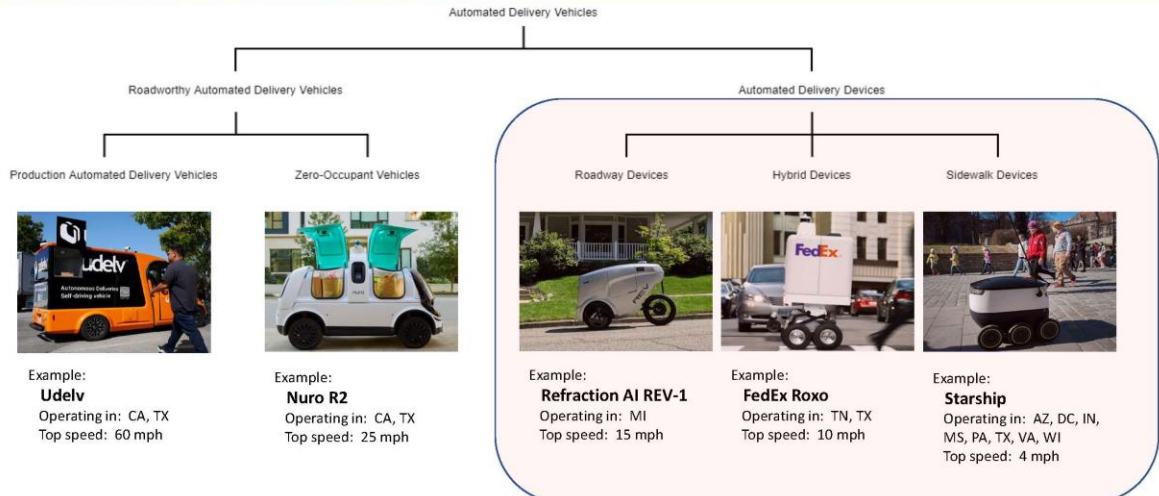 Automated Delivery Vehicles
Roadworthy Automated Delivery Vehicles
Automated Delivery Devices
Production Automated Delivery Vehicles
Zero-Occupant Vehicles
Roadway Devices
Hybrid Devices
Sidewalk Devices
udelv
Autonomous Deliveries
Self-driving vehicle
nuro
REV
FedEx
Example:
Udelv
Operating in: CA, TX
Top speed: 60 mph
Example:
Nuro R2
Operating in: CA, TX
Top speed: 25 mph
Example:
Refraction AI REV-1
Operating in: MI
Top speed: 15 mph
Example:
FedEx Roxo
Operating in: TN, TX
Top speed: 10 mph
Example:
Starship
Operating in: AZ, DC, IN,
MS, PA, TX, VA, WI
Top speed: 4 mph